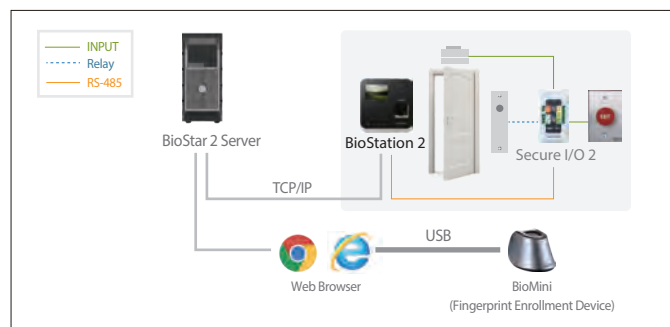 INPUT
Relay
RS-485
BioStar 2 Server
BioStation 2
Secure I/O 2
EXIT
TCP/IP
USB
Web Browser
BioMini
(Fingerprint Enrollment Device)